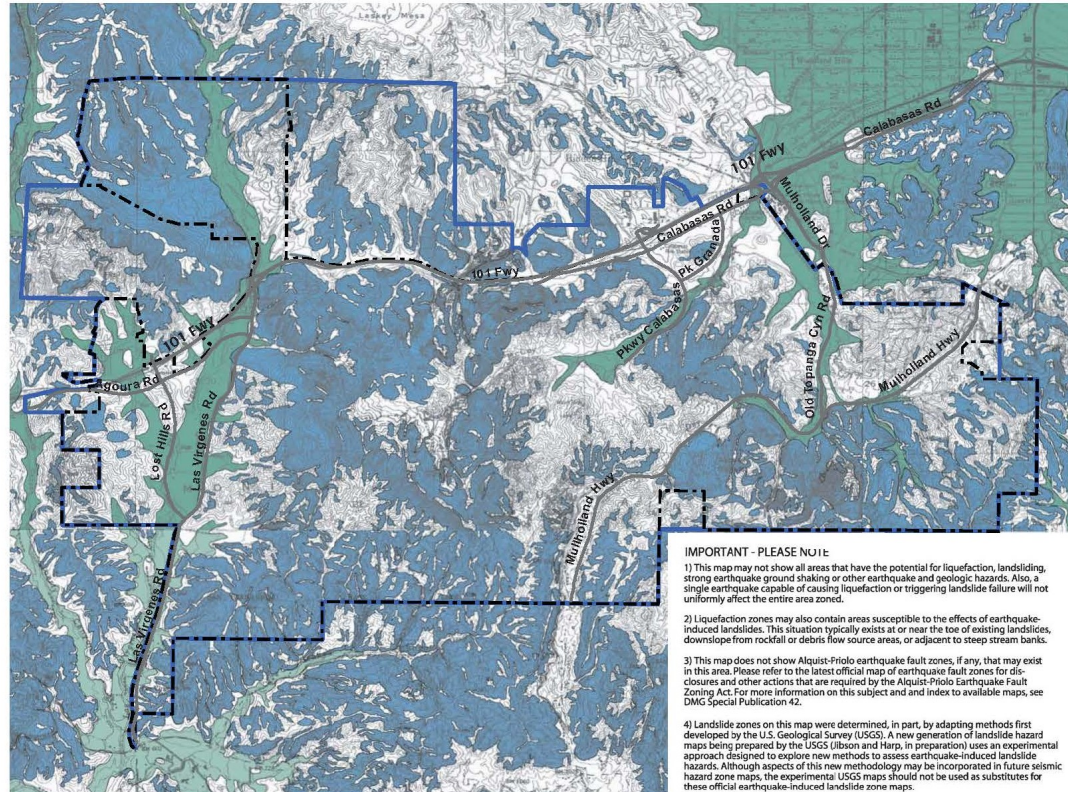 Laskey Mesa
Calabasas Rd
101 Fwy
Mulholland Dr
Calabasas Rd
Pk Granada
101 Fwy
Pkwy Calabasas
101 Fwy
Agoura Rd
Old Topanga Cyn Rd
Mulholland Hwy
Lost Hills Rd
Las Virgenes Rd
Mullholland Hwy
Las Virgenes Rd
IMPORTANT - PLEASE NOTE
1) This map may not show all areas that have the potential for liquefaction, landsliding,
strong earthquake ground shaking or other earthquake and geologic hazards. Also, a
single earthquake capable of causing liquefaction or triggering landslide failure will not
uniformly affect the entire area zoned.
2) Liquefaction zones may also contain areas susceptible to the effects of earthquake-
induced landslides. This situation typically exists at or near the toe of existing landslides,
downslope from rockfall or debris flow source areas, or adjacent to steep stream banks.
3) This map does not show Alquist-Priolo earthquake fault zones, if any, that may exist
in this area. Please refer to the latest official map of earthquake fault zones for dis-
closures and other actions that are required by the Alquist-Priolo Earthquake Fault
Zoning Act. For more information on this subject and and index to available maps, see
DMG Special Publication 42.
4) Landslide zones on this map were determined, in part, by adapting methods first
developed by the U.S. Geological Survey (USGS). A new generation of landslide hazard
maps being prepared by the USGS (Jibson and Harp, in preparation) uses an experimental
approach designed to explore new methods to assess earthquake-induced landslide
hazards. Although aspects of this new methodology may be incorporated in future seismic
hazard zone maps, the experimental USGS maps should not be used as substitutes for
these official earthquake-induced landslide zone maps.